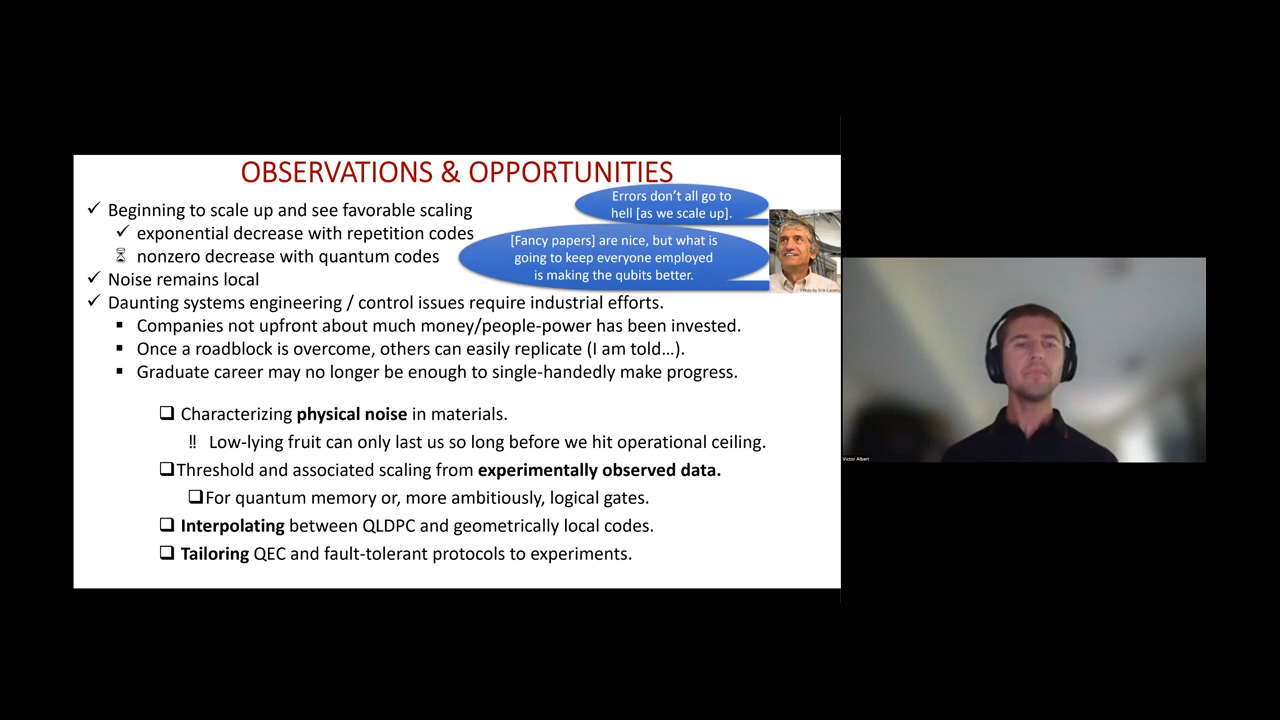 OBSERVATIONS & OPPORTUNITIES
Errors don't all go to
hell [as we scale up].
✓ Beginning to scale up and see favorable scaling
✓ exponential decrease with repetition codes
[Fancy papers] are nice, but what is
going to keep everyone employed
is making the qubits better.
⌛ nonzero decrease with quantum codes
✓ Noise remains local
✓ Daunting systems engineering / control issues require industrial efforts.
▪ Companies not upfront about much money/people-power has been invested.
▪ Once a roadblock is overcome, others can easily replicate (I am told…).
▪ Graduate career may no longer be enough to single-handedly make progress.
❑ Characterizing physical noise in materials.
‼ Low-lying fruit can only last us so long before we hit operational ceiling.
❑Threshold and associated scaling from experimentally observed data.
❑For quantum memory or, more ambitiously, logical gates.
❑ Interpolating between QLDPC and geometrically local codes.
❑ Tailoring QEC and fault-tolerant protocols to experiments.
Photo by Erik
Victor Albert